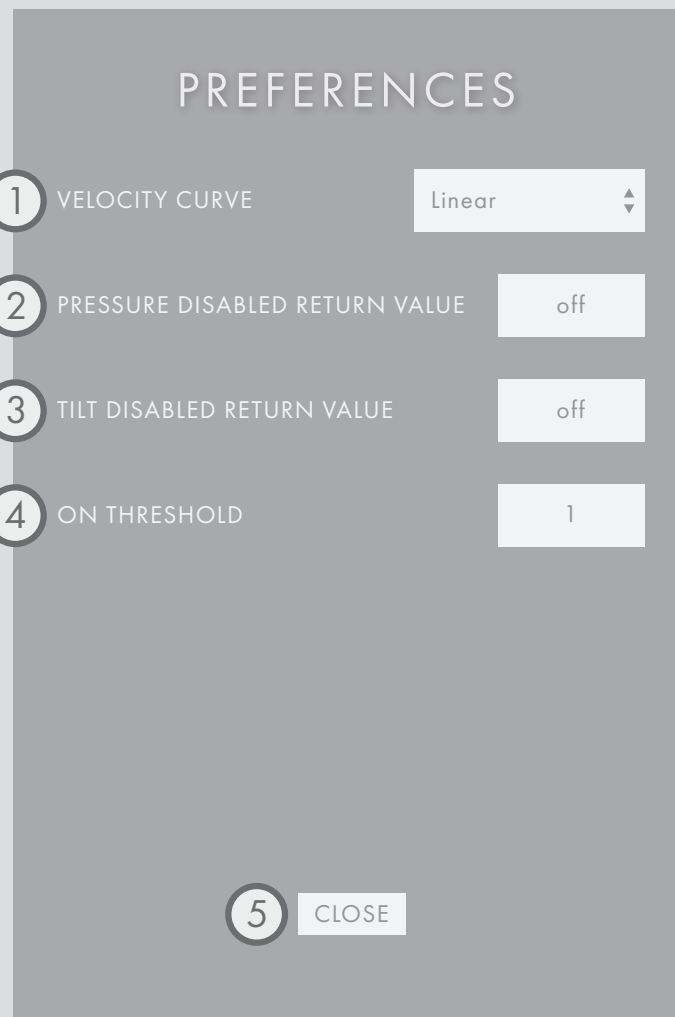 PREFERENCES
1 VELOCITY CURVE Linear
2 PRESSURE DISABLED RETURN VALUE off
3 TILT DISABLED RETURN VALUE off
4 ON THRESHOLD 1
5 CLOSE